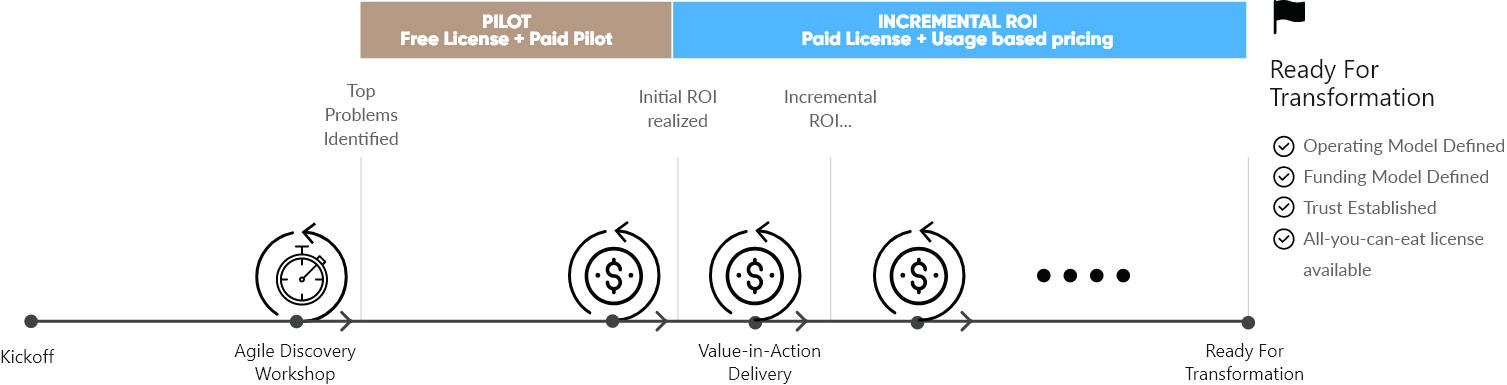 PILOT
Free License + Paid Pilot
INCREMENTAL ROI
Paid License + Usage based pricing
Ready For
Transformation
Top
Problems
Identified
Initial ROI
realized
Incremental
ROI...
Operating Model Defined
Funding Model Defined
Trust Established
All-you-can-eat license
available
$
$
$
Kickoff
Agile Discovery
Workshop
Value-in-Action
Delivery
Ready For
Transformation